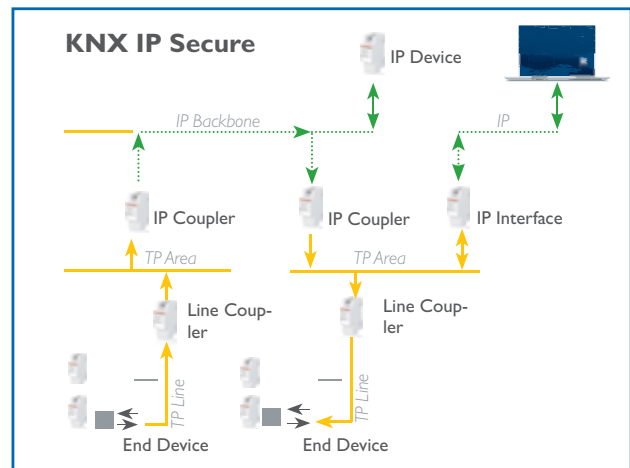 KNX IP Secure
IP Device
IP Backbone
IP
IP Coupler
IP Coupler
IP Interface
TP Area
TP Area
Line Coup-
ler
Line Coup-
ler
TP Line
TP Line
End Device
End Device